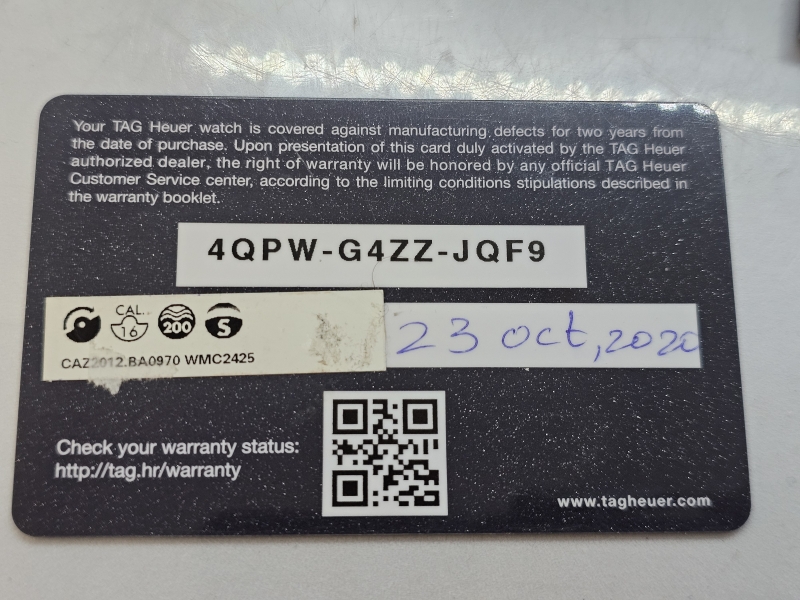 Your TAG Heuer watch is covered against manufacturing defects for two years from
the date of purchase. Upon presentation of this card duly activated by the TAG Heuer
authorized dealer, the right of warranty will be honored by any official TAG Heuer
Customer Service center, according to the limiting conditions stipulations described in
the warranty booklet.
4QPW-G4ZZ-JQF9
CAL.
16
200
S
CAZ2012.BA0970 WMC2425
23 oct, 2020
Check your warranty status:
http://tag.hr/warranty
www.tagheuer.com